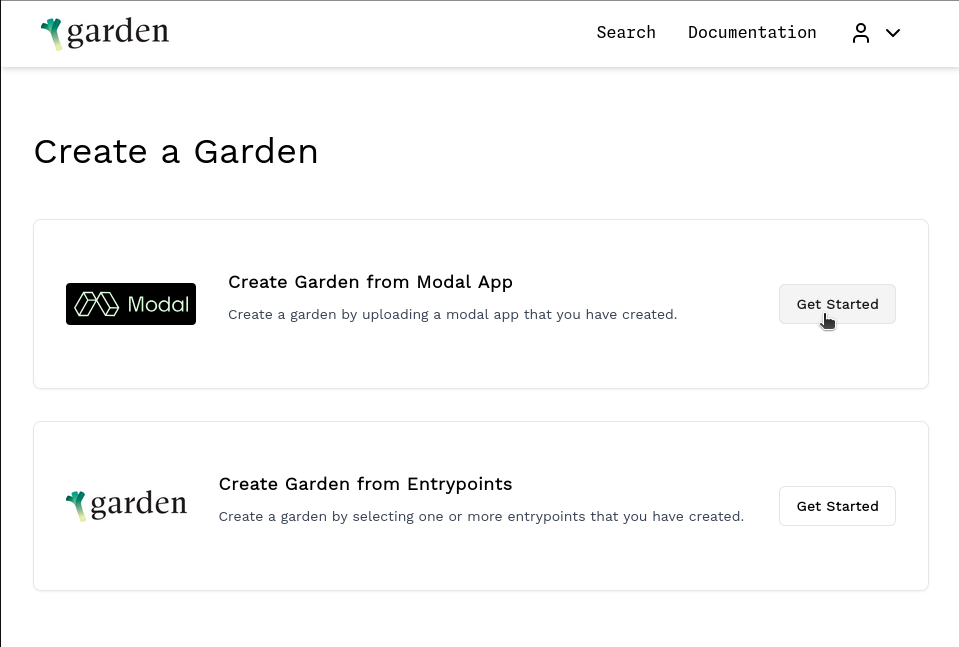 garden
Search
Documentation
Create a Garden
Modal
Create Garden from Modal App
Create a garden by uploading a modal app that you have created.
Get Started
garden
Create Garden from Entrypoints
Create a garden by selecting one or more entrypoints that you have created.
Get Started